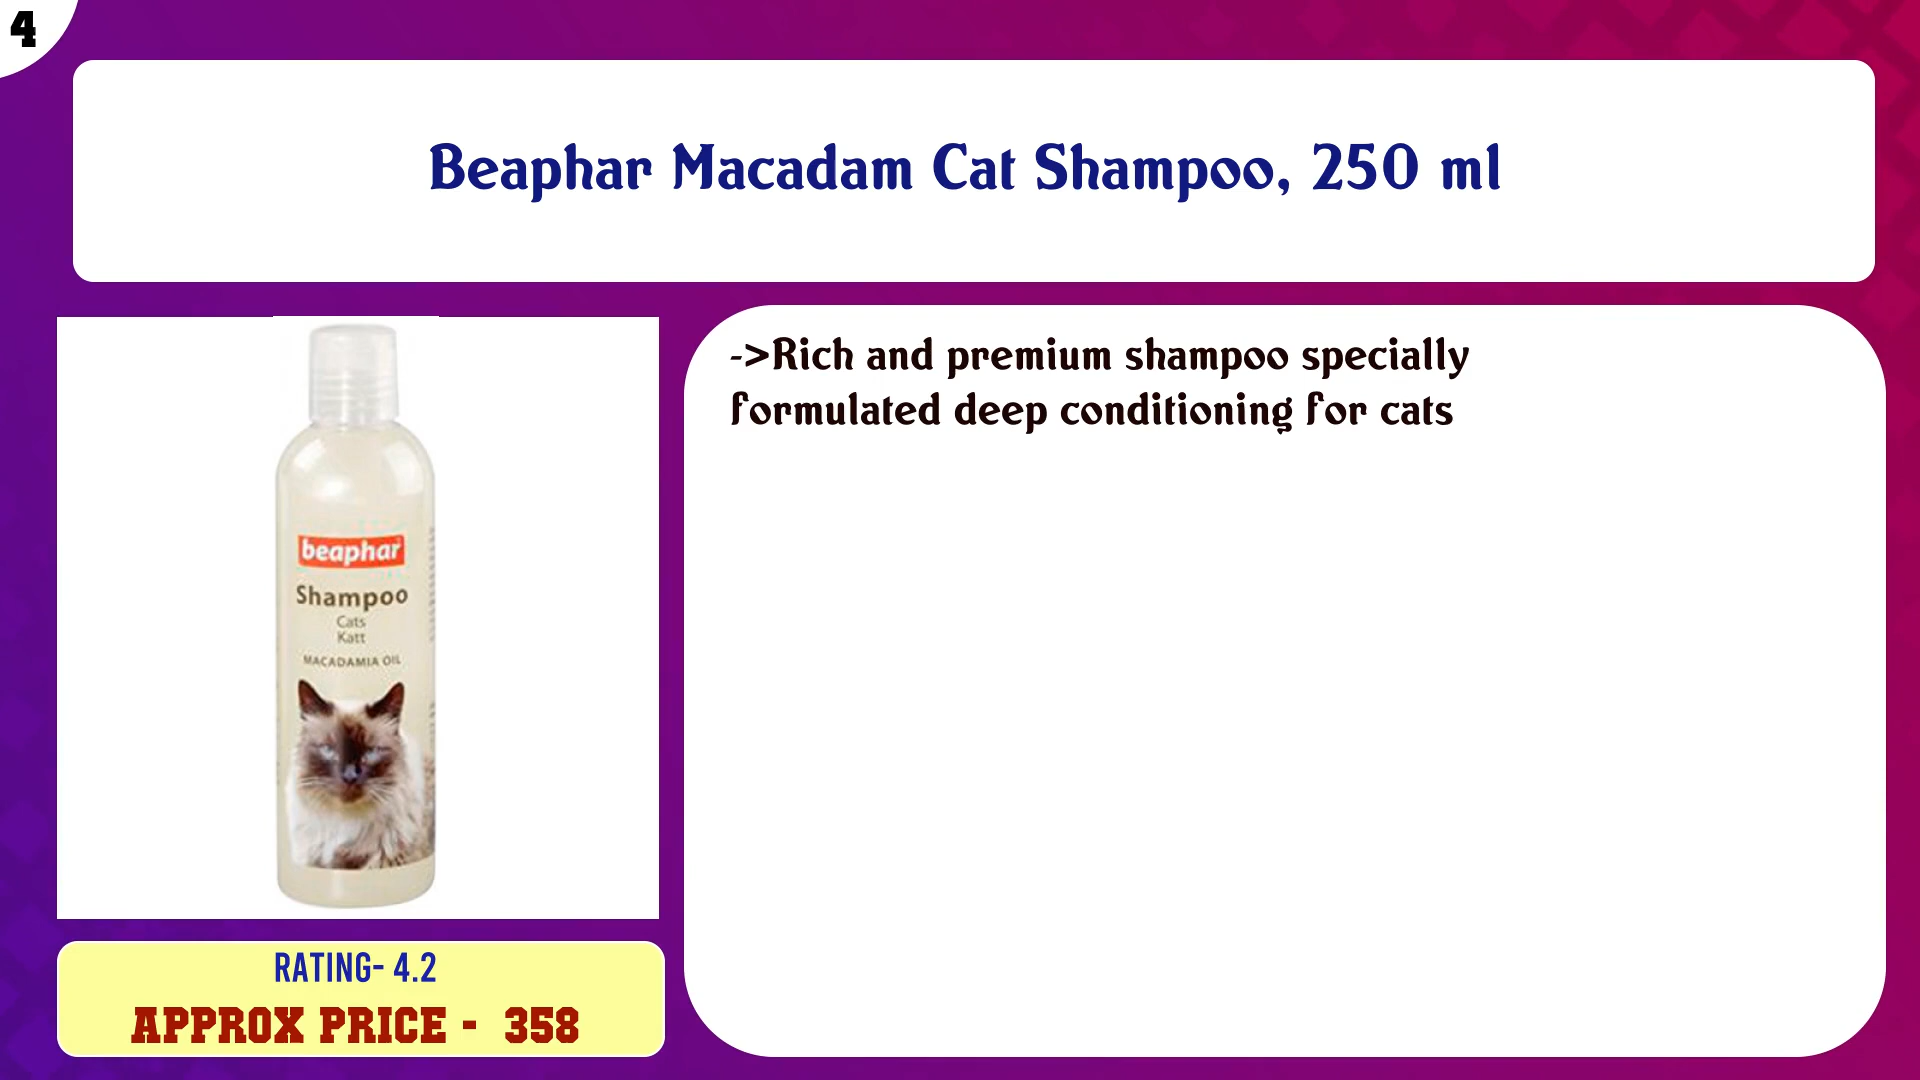 4
Beaphar Macadam Cat Shampoo, 250 ml
->Rich and premium shampoo specially
formulated deep conditioning for cats
beaphar
Shampoo
Cats
Katt
MACADAMIA OIL
RATING- 4.2
APPROX PRICE - 358